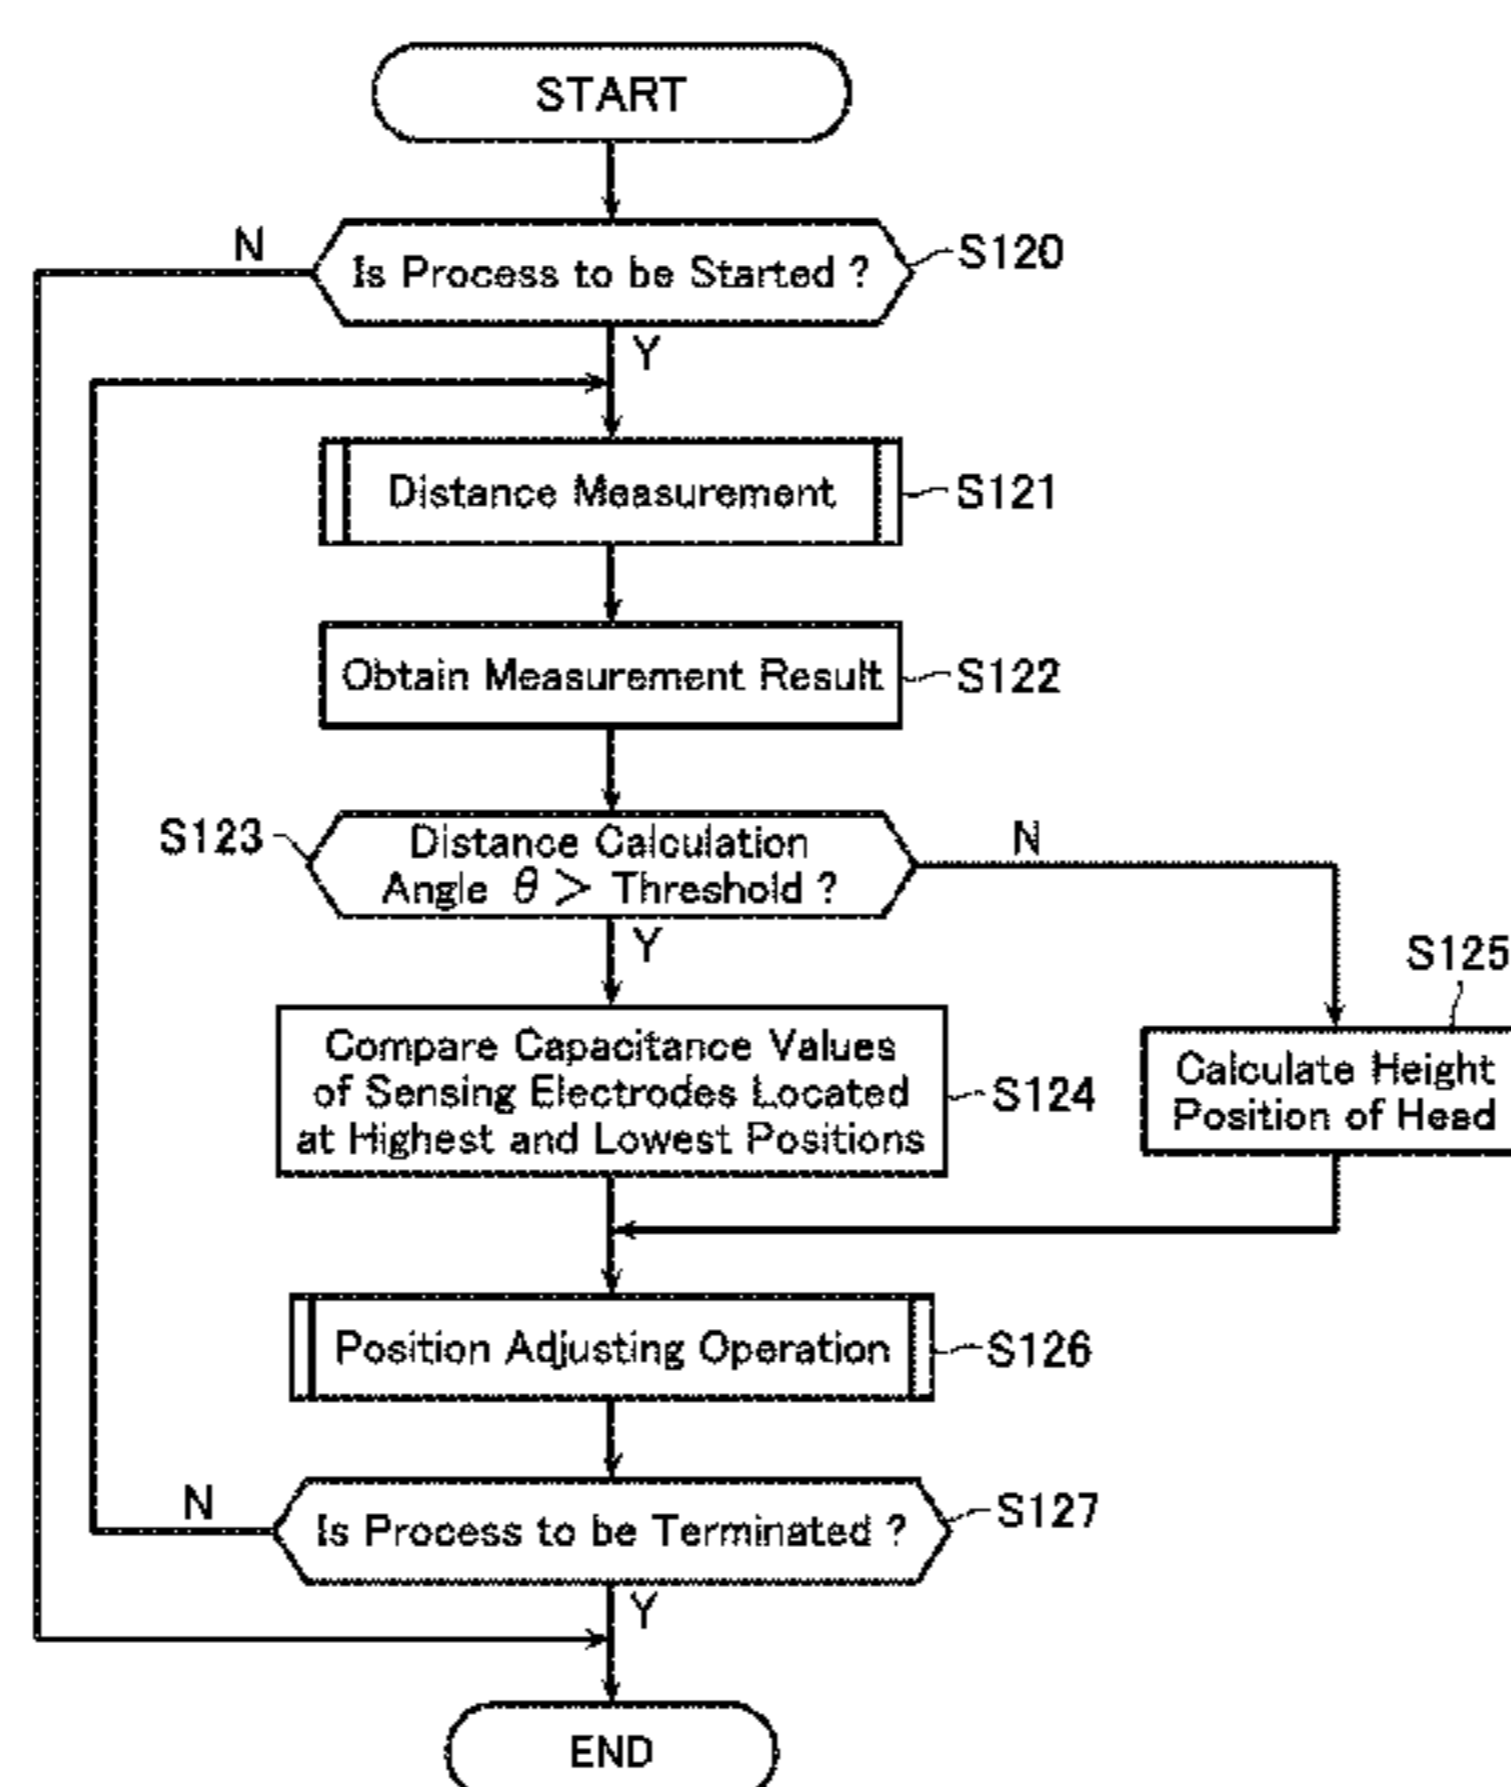 START
N
Is Process to be Started ?
S120
Y
Distance Measurement
S121
Obtain Measurement Result
S122
S123
Distance Calculation
Angle θ > Threshold ?
N
Y
S125
Compare Capacitance Values
of Sensing Electrodes Located
at Highest and Lowest Positions
S124
Calculate Height
Position of Head
Position Adjusting Operation
S126
N
Is Process to be Terminated ?
S127
Y
END